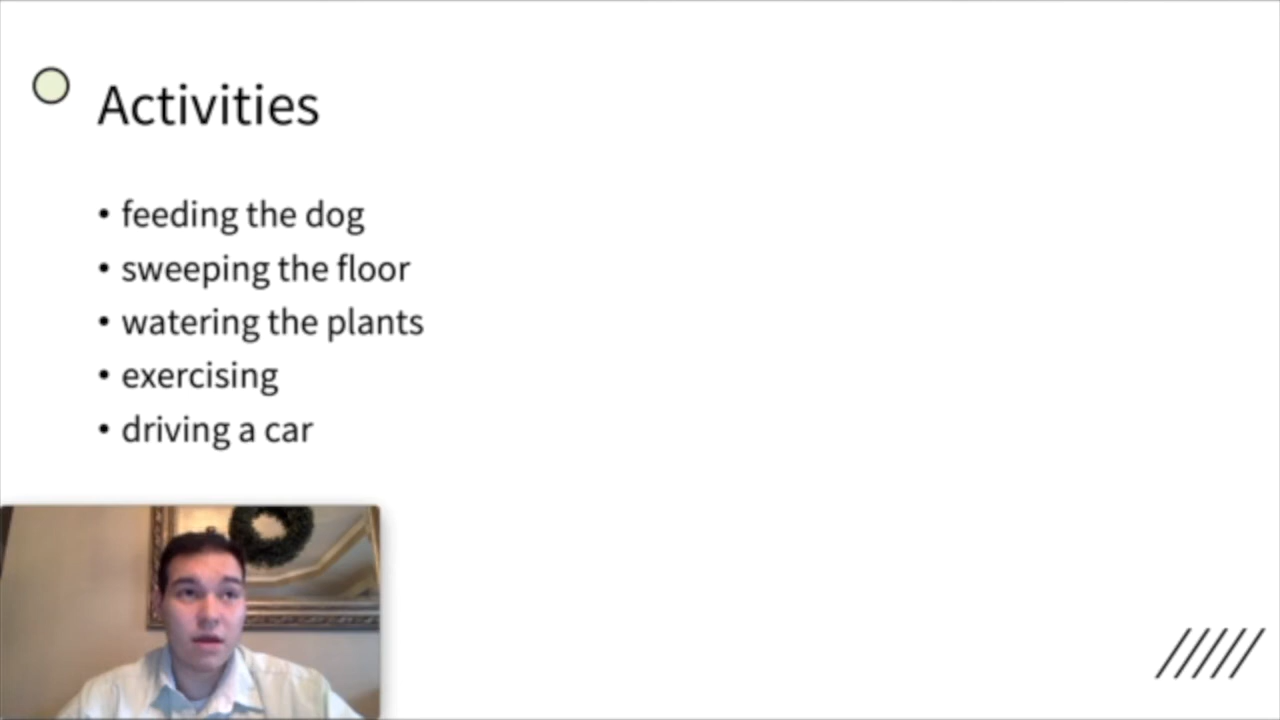 Activities
• feeding the dog
• sweeping the floor
• watering the plants
• exercising
• driving a car